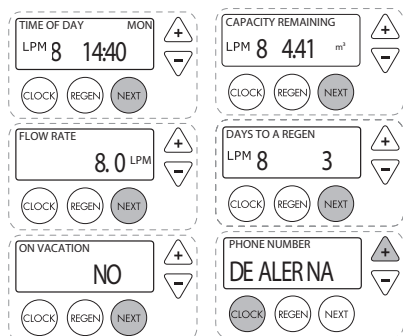 TIME OF DAY MON
LPM 8 14:40
+
−
CLOCK REGEN NEXT
CAPACITY REMAINING
LPM 8 4.41 m³
+
−
CLOCK REGEN NEXT
FLOW RATE
8.0 LPM
+
−
CLOCK REGEN NEXT
DAYS TO A REGEN
LPM 8 3
+
−
CLOCK REGEN NEXT
ON VACATION
NO
+
−
CLOCK REGEN NEXT
PHONE NUMBER
DE ALER NA
+
−
CLOCK REGEN NEXT